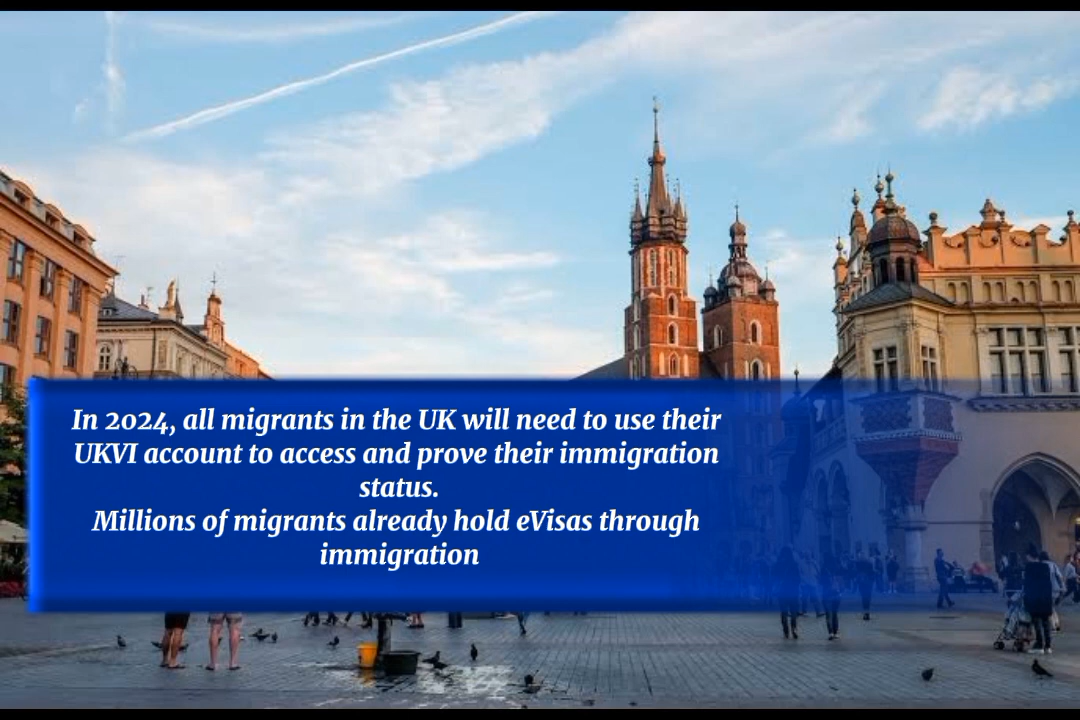 In 2024, all migrants in the UK will need to use their
UKVI account to access and prove their immigration
status.
Millions of migrants already hold eVisas through
immigration